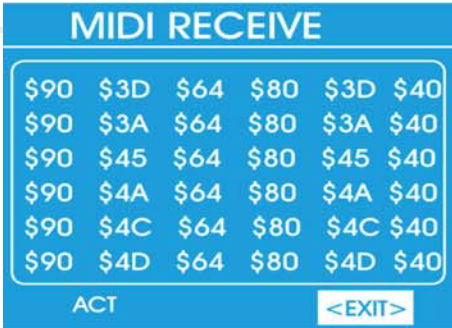 MIDI RECEIVE
$90 $3D $64 $80 $3D $40
$90 $3A $64 $80 $3A $40
$90 $45 $64 $80 $45 $40
$90 $4A $64 $80 $4A $40
$90 $4C $64 $80 $4C $40
$90 $4D $64 $80 $4D $40
ACT <EXIT>